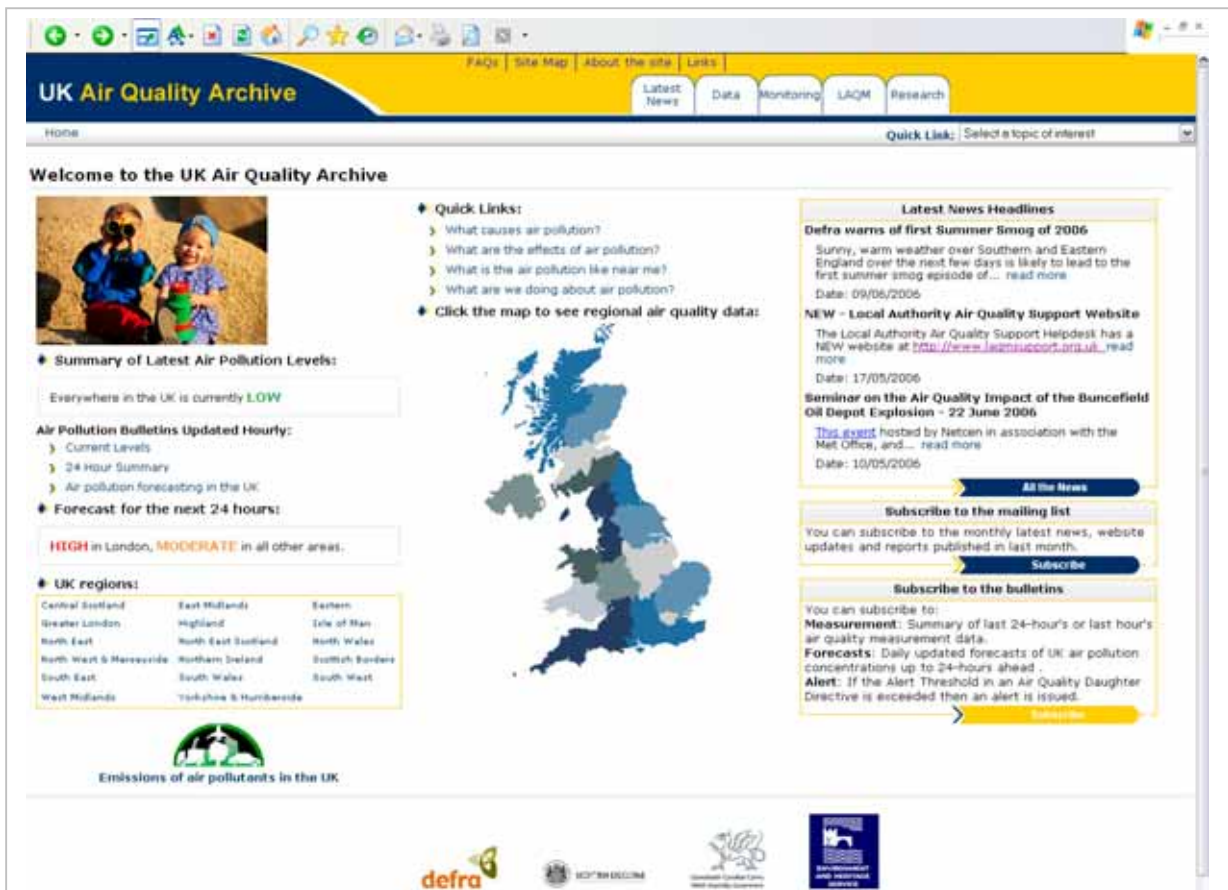 FAQs | Site Map | About the site | Links |
UK Air Quality Archive
Latest
News
Data
Monitoring
LAQM
Research
Home
Quick Link:
Select a topic of interest
Welcome to the UK Air Quality Archive
Summary of Latest Air Pollution Levels:
Everywhere in the UK is currently LOW
Air Pollution Bulletins Updated Hourly:
Current Levels
24 Hour Summary
Air pollution forecasting in the UK
Forecast for the next 24 hours:
HIGH in London, MODERATE in all other areas.
UK regions:
Central Scotland East Midlands Eastern
Greater London Highland Isle of Man
North East North East Scotland North Wales
North West & Merseyside Northern Ireland Scottish Borders
South East South Wales South West
West Midlands Yorkshire & Humberside
Emissions of air pollutants in the UK
Quick Links:
What causes air pollution?
What are the effects of air pollution?
What is the air pollution like near me?
What are we doing about air pollution?
Click the map to see regional air quality data:
Latest News Headlines
Defra warns of first Summer Smog of 2006
Sunny, warm weather over Southern and Eastern
England over the next few days is likely to lead to the
first summer smog episode of... read more
Date: 09/06/2006
NEW - Local Authority Air Quality Support Website
The Local Authority Air Quality Support Helpdesk has a
NEW website at http://www.laqmsupport.org.uk read
more
Date: 17/05/2006
Seminar on the Air Quality Impact of the Buncefield
Oil Depot Explosion - 22 June 2006
This event hosted by Netcen in association with the
Met Office, and... read more
Date: 10/05/2006
All the News
Subscribe to the mailing list
You can subscribe to the monthly latest news, website
updates and reports published in last month.
Subscribe
Subscribe to the bulletins
You can subscribe to:
Measurement: Summary of last 24-hour's or last hour's
air quality measurement data.
Forecasts: Daily updated forecasts of UK air pollution
concentrations up to 24-hours ahead .
Alert: If the Alert Threshold in an Air Quality Daughter
Directive is exceeded then an alert is issued.
Subscribe
defra
ENVIRONMENT
AND HERITAGE
SERVICE